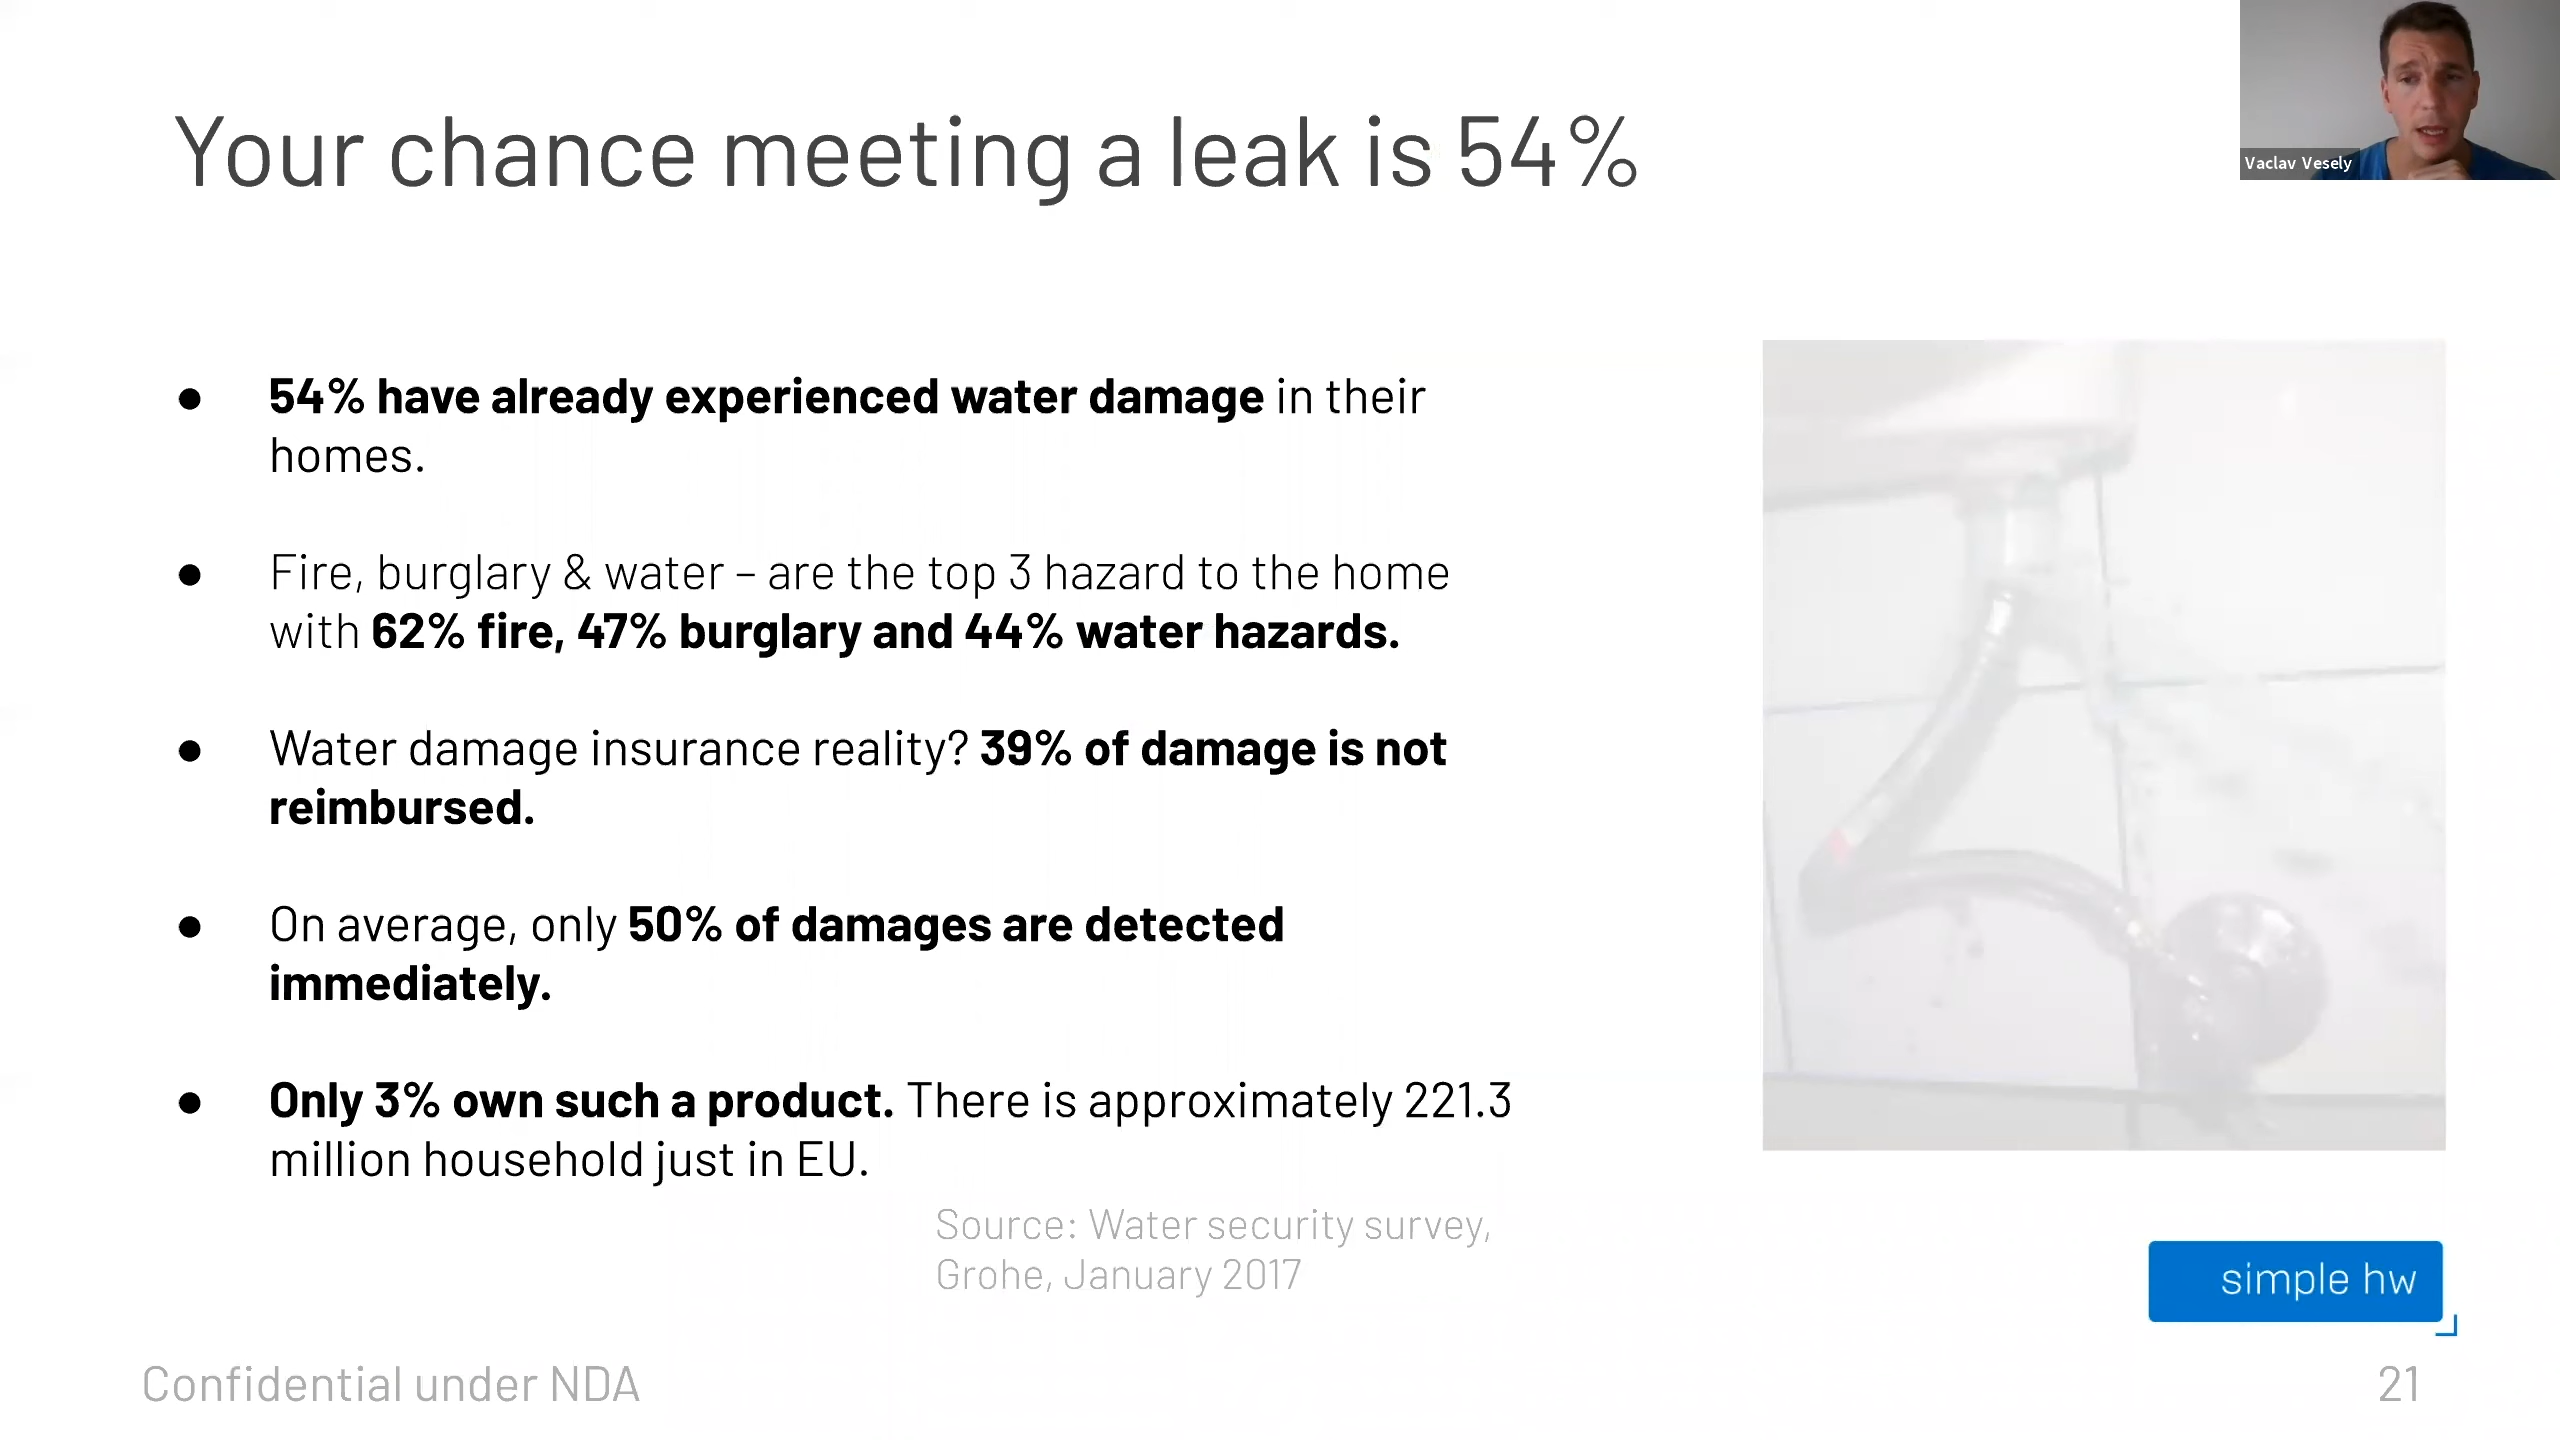 Your chance meeting a leak is 54%
Vaclav Vesely
● 54% have already experienced water damage in their
homes.
● Fire, burglary & water – are the top 3 hazard to the home
with 62% fire, 47% burglary and 44% water hazards.
● Water damage insurance reality? 39% of damage is not
reimbursed.
● On average, only 50% of damages are detected
immediately.
● Only 3% own such a product. There is approximately 221.3
million household just in EU.
Source: Water security survey,
Grohe, January 2017
simple hw
Confidential under NDA
21